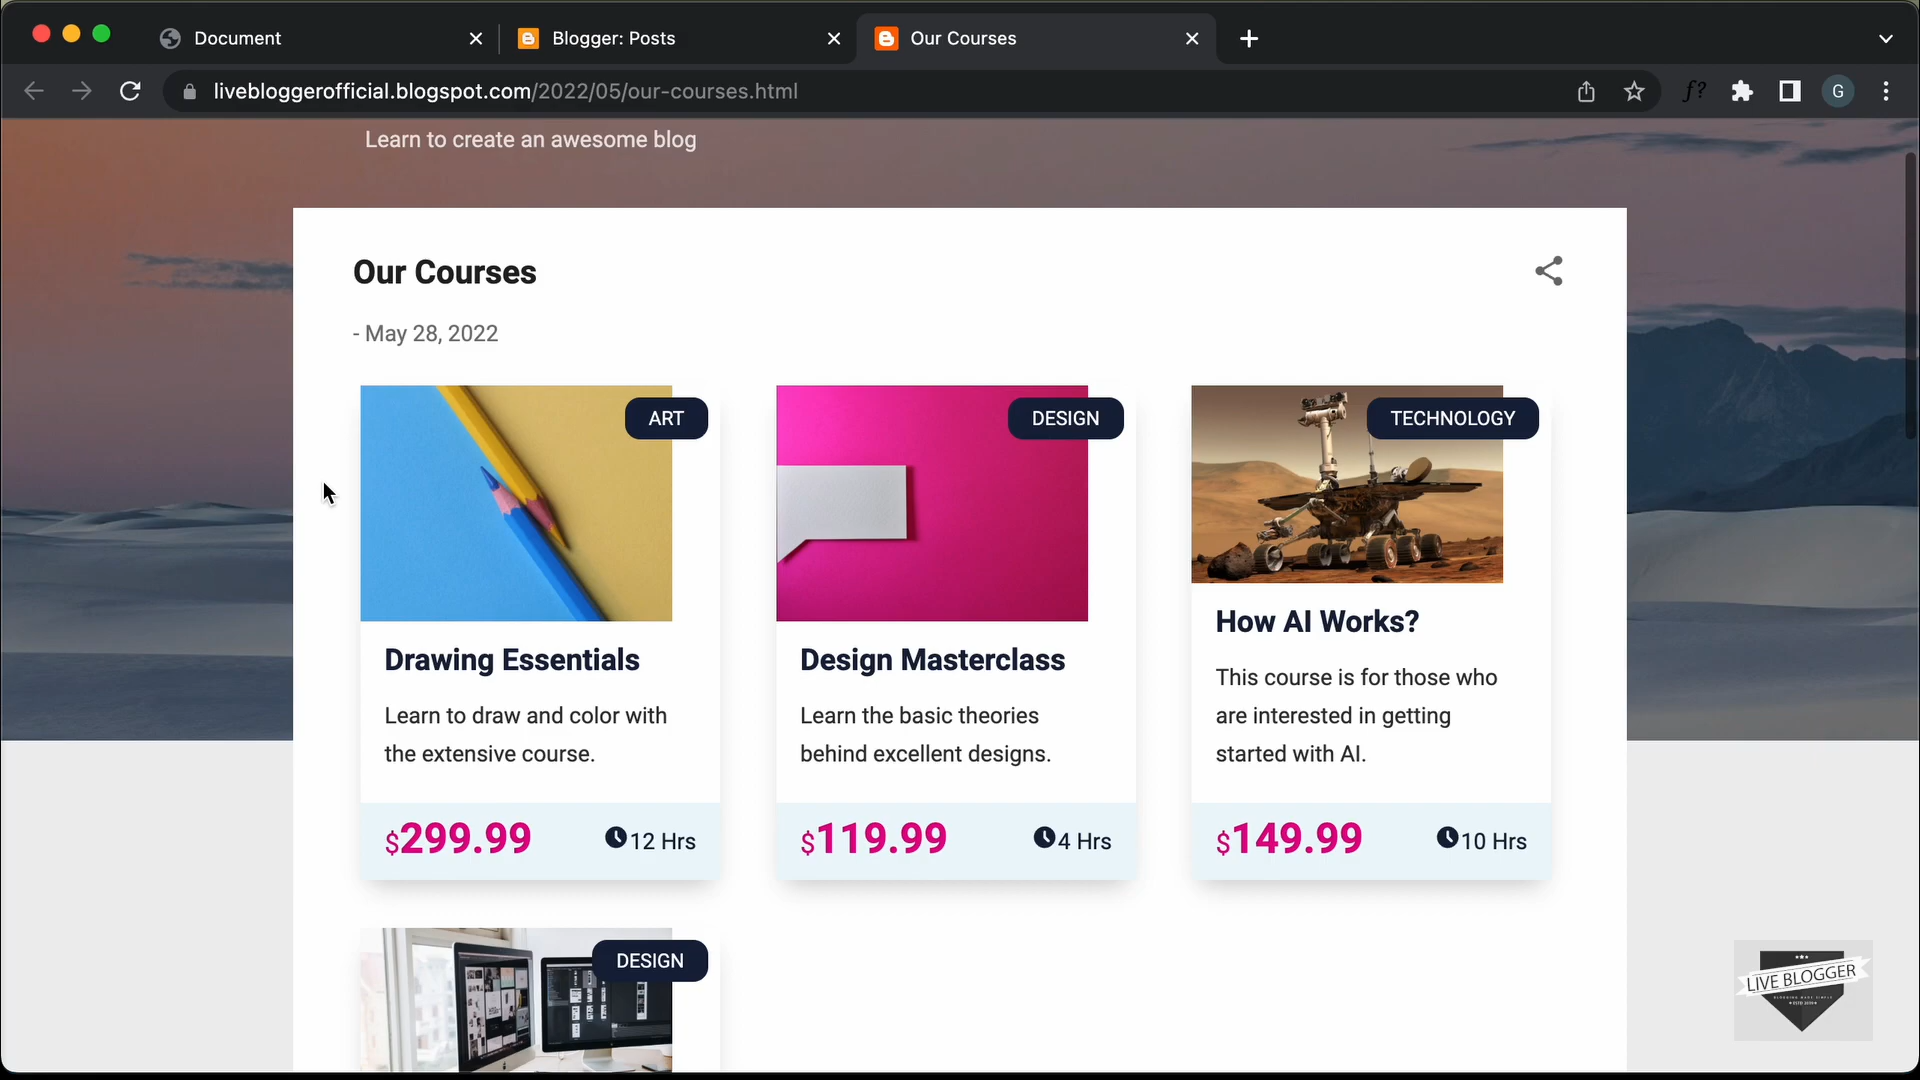 Document
Blogger: Posts
Our Courses
livebloggerofficial.blogspot.com/2022/05/our-courses.html
f?
G
Learn to create an awesome blog
Our Courses
- May 28, 2022
ART
DESIGN
TECHNOLOGY
Drawing Essentials
Learn to draw and color with
the extensive course.
$299.99
12 Hrs
Design Masterclass
Learn the basic theories
behind excellent designs.
$119.99
4 Hrs
How AI Works?
This course is for those who
are interested in getting
started with AI.
$149.99
10 Hrs
DESIGN
LIVE BLOGGER